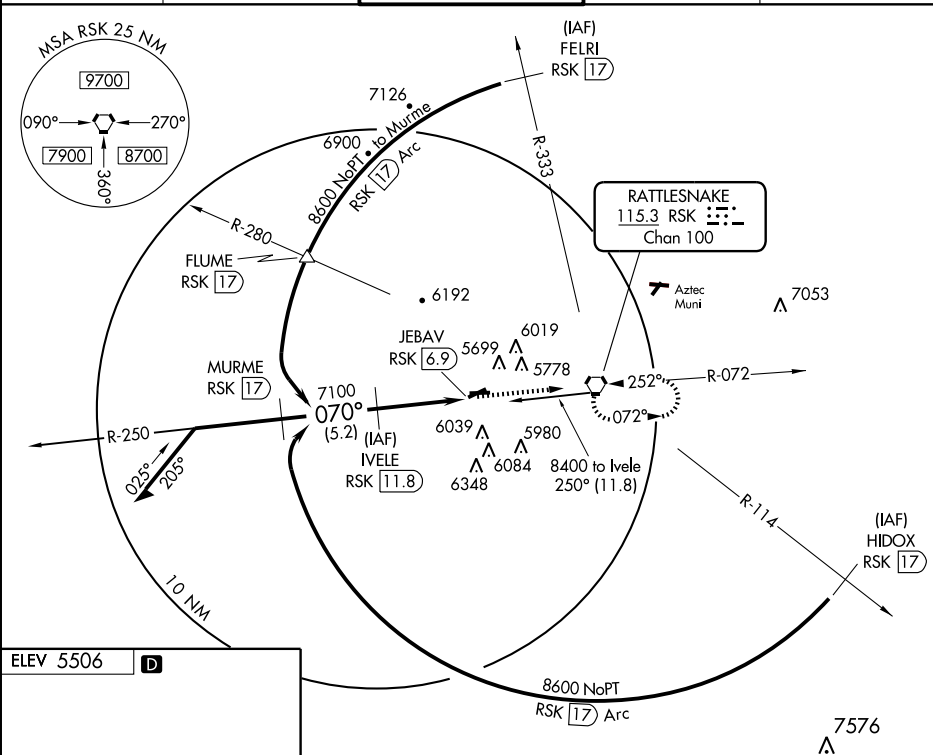 MSA RSK 25 NM
9700
090°
270°
7900
8700
360°
(IAF)
FELRI
RSK 17
7126
6900
8600 NoPT to Murme
RSK 17 Arc
R-333
RATTLESNAKE
115.3 RSK
Chan 100
R-280
FLUME
RSK 17
6192
Aztec
Muni
7053
JEBAV
RSK 6.9
6019
5699
5778
MURME
RSK 17
7100
070°
(5.2)
252°
R-072
072°
R-250
025°
205°
(IAF)
IVELE
RSK 11.8
6039
5980
6084
6348
8400 to Ivele
250° (11.8)
R-114
(IAF)
HIDOX
RSK 17
10 NM
ELEV 5506
D
8600 NoPT
RSK 17 Arc
7576